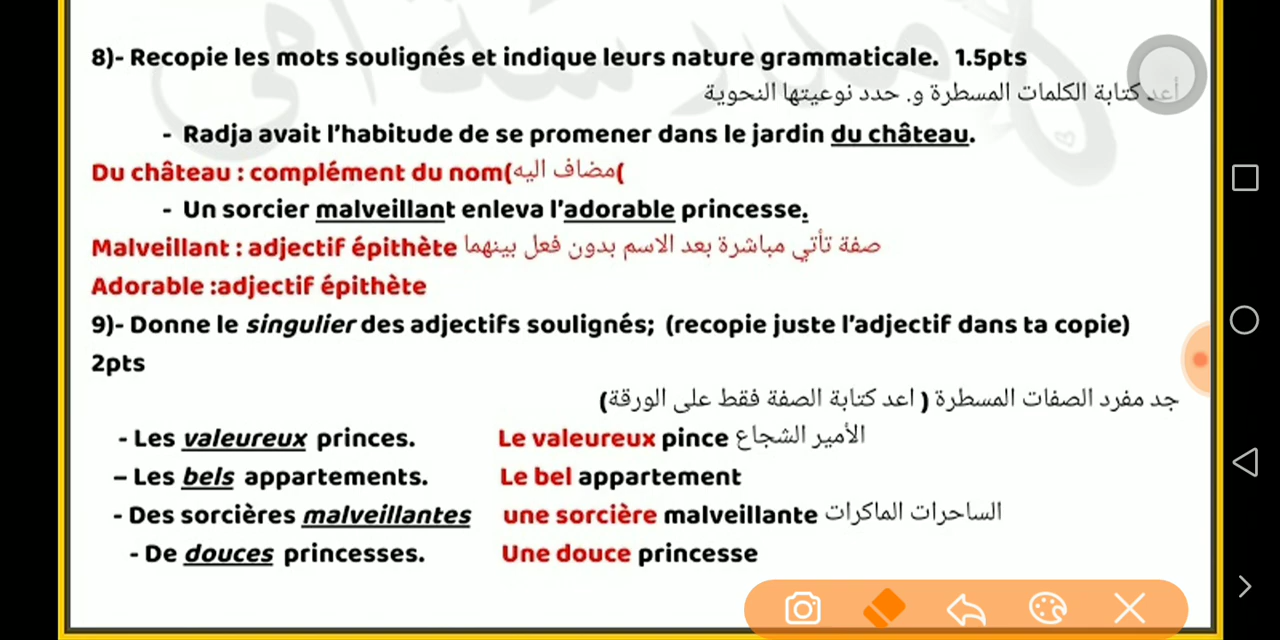 8)- Recopie les mots soulignés et indique leurs nature grammaticale. 1.5pts
أعد كتابة الكلمات المسطرة و. حدد نوعيتها النحوية
- Radja avait l'habitude de se promener dans le jardin du château.
Du château : complément du nom(مضاف اليه(
- Un sorcier malveillant enleva l'adorable princesse.
Malveillant : adjectif épithète صفة تأتي مباشرة بعد الاسم بدون فعل بينهما
Adorable :adjectif épithète
9)- Donne le singulier des adjectifs soulignés; (recopie juste l'adjectif dans ta copie)
2pts
جد مفرد الصفات المسطرة ( اعد كتابة الصفة فقط على الورقة)
- Les valeureux princes. Le valeureux pince الأمير الشجاع
– Les bels appartements. Le bel appartement
- Des sorcières malveillantes une sorcière malveillante الساحرات الماكرات
- De douces princesses. Une douce princesse